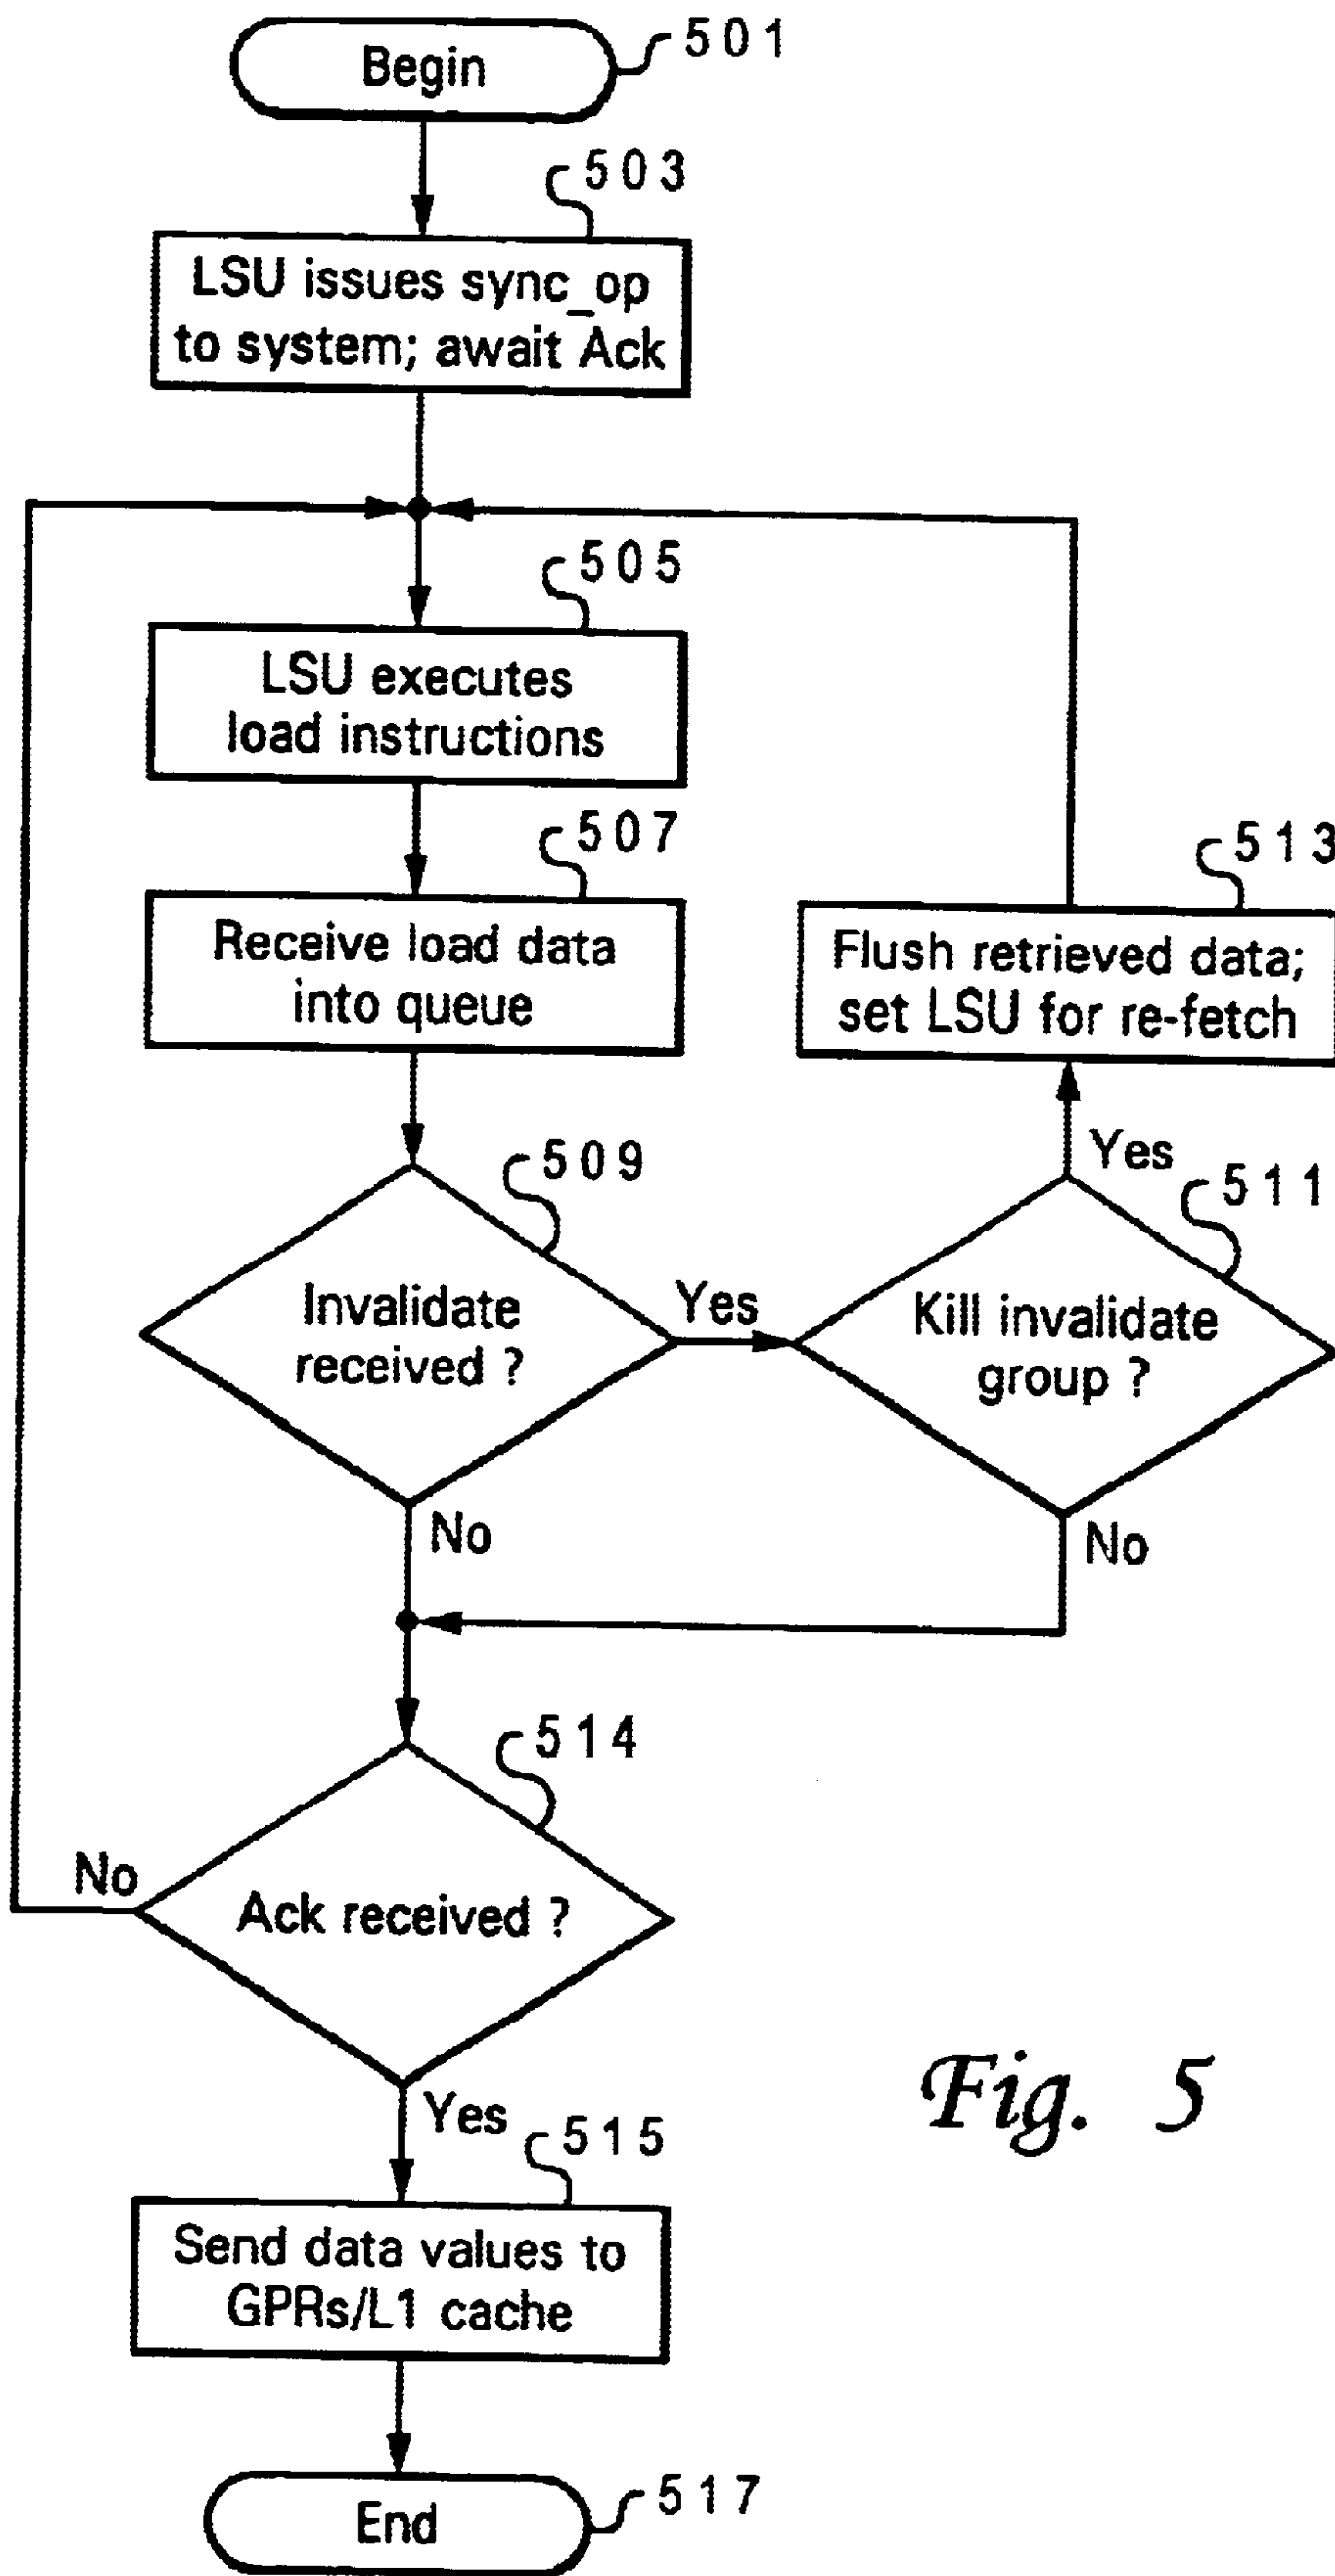 Begin
501
503
LSU issues sync_op
to system; await Ack
505
LSU executes
load instructions
507
Receive load data
into queue
513
Flush retrieved data;
set LSU for re-fetch
509
Invalidate
received ?
Yes
No
Yes
511
Kill invalidate
group ?
No
514
Ack received ?
No
Yes
515
Send data values to
GPRs/L1 cache
End
517
Fig. 5